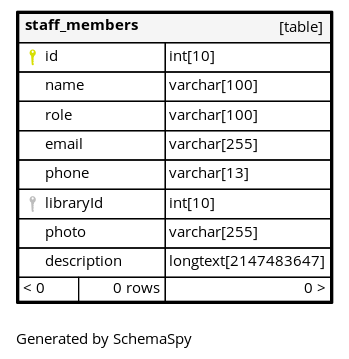 staff_members [table]
id int[10]
name varchar[100]
role varchar[100]
email varchar[255]
phone varchar[13]
libraryId int[10]
photo varchar[255]
description longtext[2147483647]
< 0 0 rows 0 >
Generated by SchemaSpy